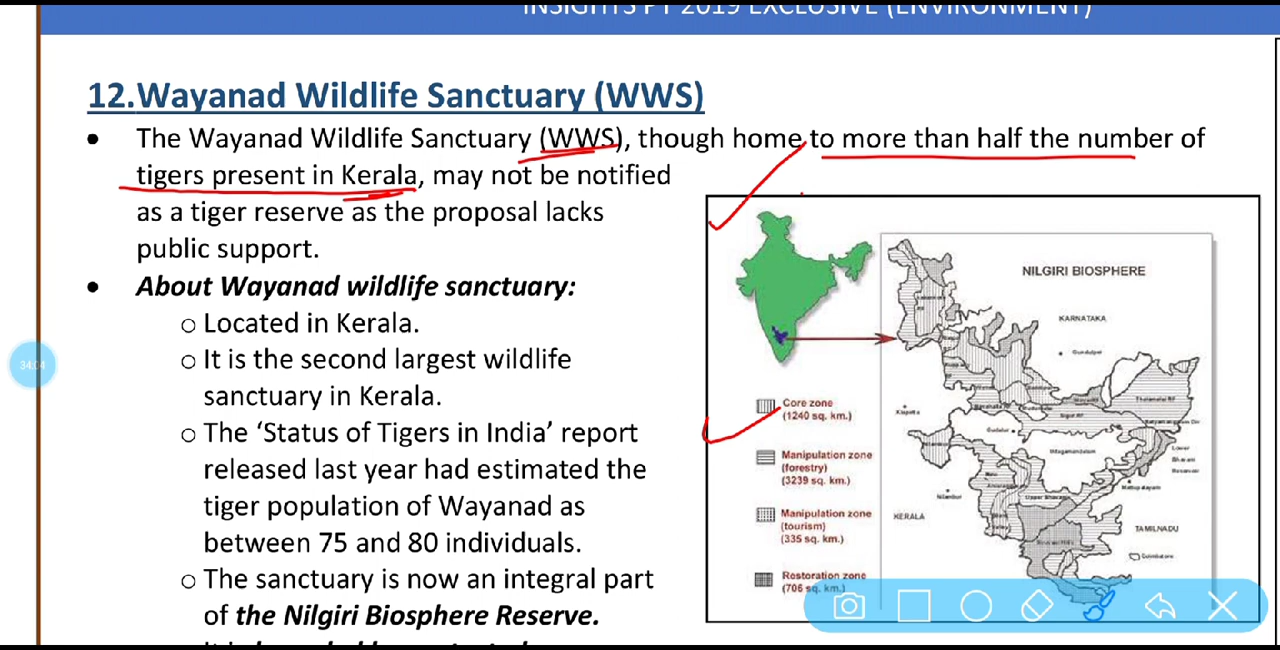 INSIGHTS PT 2019 EXCLUSIVE (ENVIRONMENT)
12.Wayanad Wildlife Sanctuary (WWS)
• The Wayanad Wildlife Sanctuary (WWS), though home to more than half the number of
tigers present in Kerala, may not be notified
as a tiger reserve as the proposal lacks
public support.
• About Wayanad wildlife sanctuary:
o Located in Kerala.
o It is the second largest wildlife
sanctuary in Kerala.
o The ‘Status of Tigers in India’ report
released last year had estimated the
tiger population of Wayanad as
between 75 and 80 individuals.
o The sanctuary is now an integral part
of the Nilgiri Biosphere Reserve.
34:04
NILGIRI BIOSPHERE
KARNATAKA
Core zone
(1240 sq. km.)
Manipulation zone
(forestry)
(3239 sq. km.)
Manipulation zone
(tourism)
(335 sq. km.)
Restoration zone
(706 sq. km.)
KERALA
TAMILNADU
Coimbatore